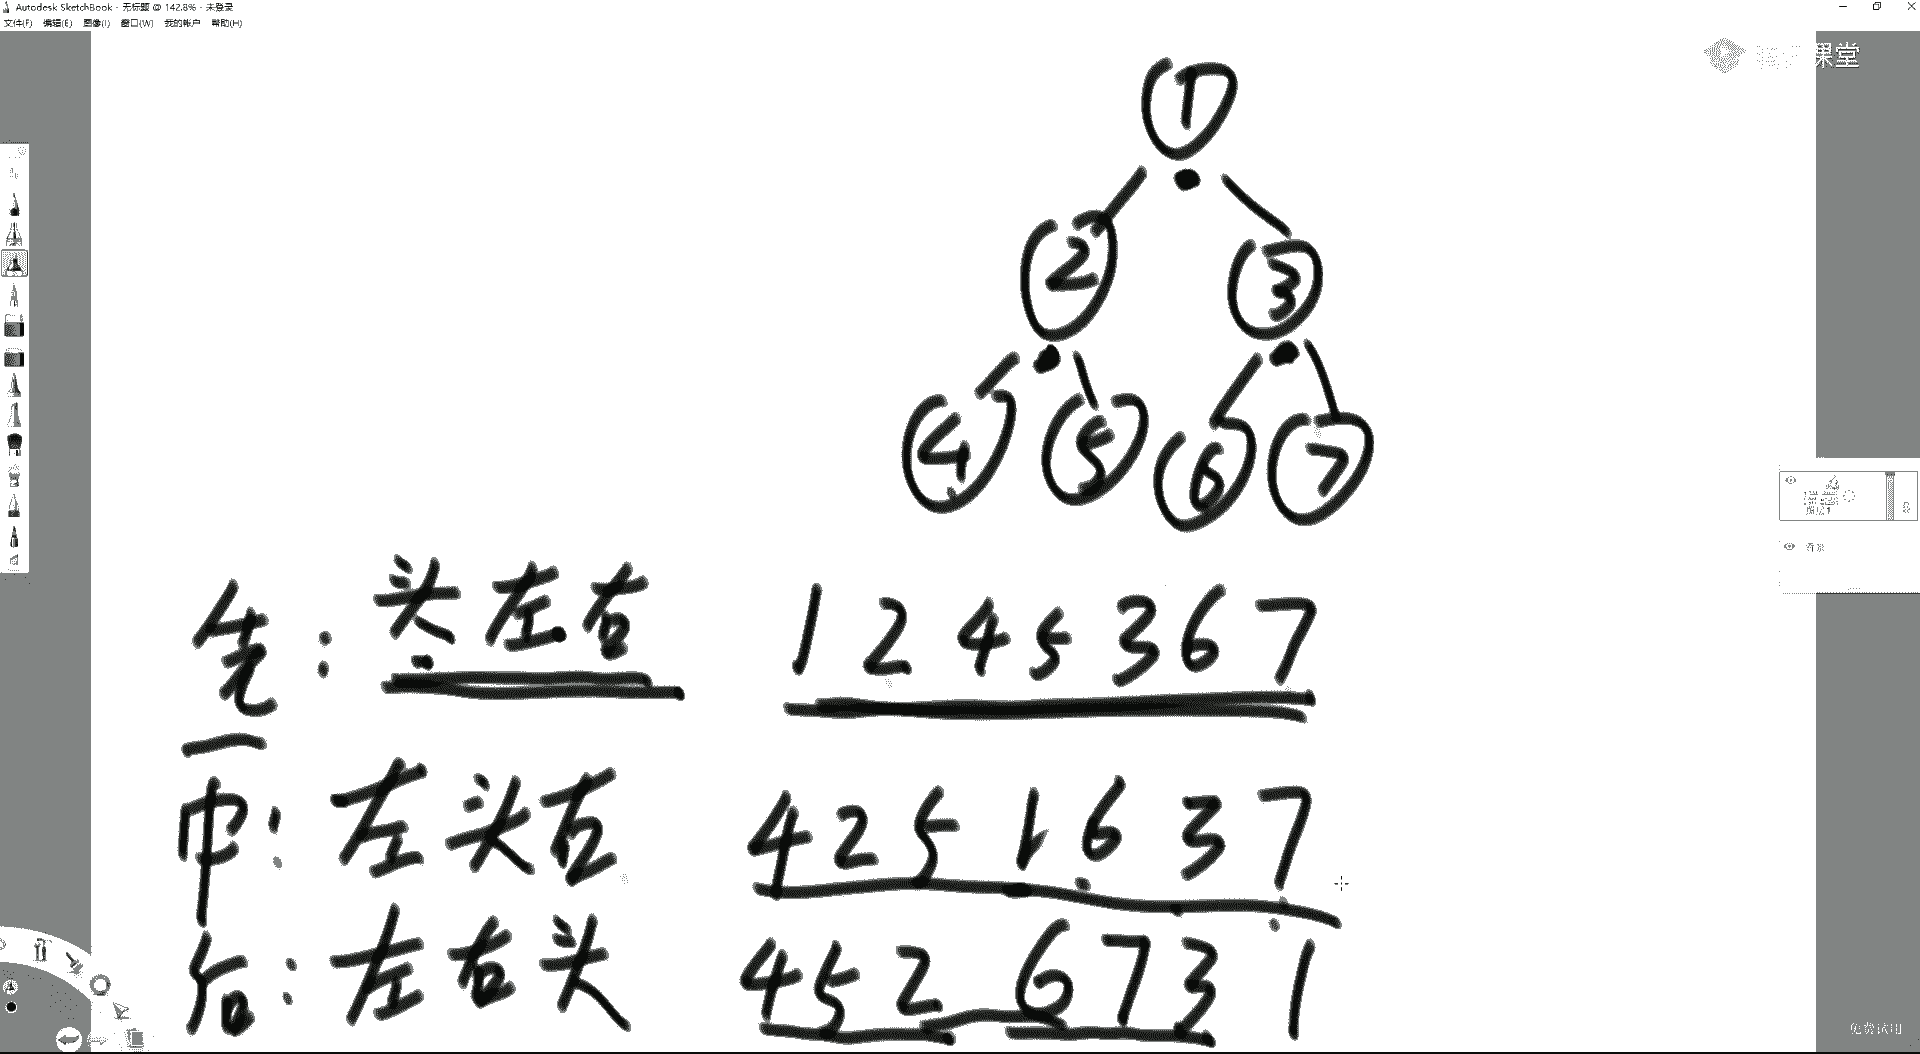 Autodesk SketchBook - 无标题 @ 142.8% - 未登录
文件(F) 编辑(E) 图像(I) 窗口(W) 我的帐户 帮助(H)
课堂
1
2 3
4 5 6 7
先: 头左右 1 2 4 5 3 6 7
中: 左头右 4 2 5 1 6 3 7
后: 左右头 4 5 2 6 7 3 1
背景
免费试用